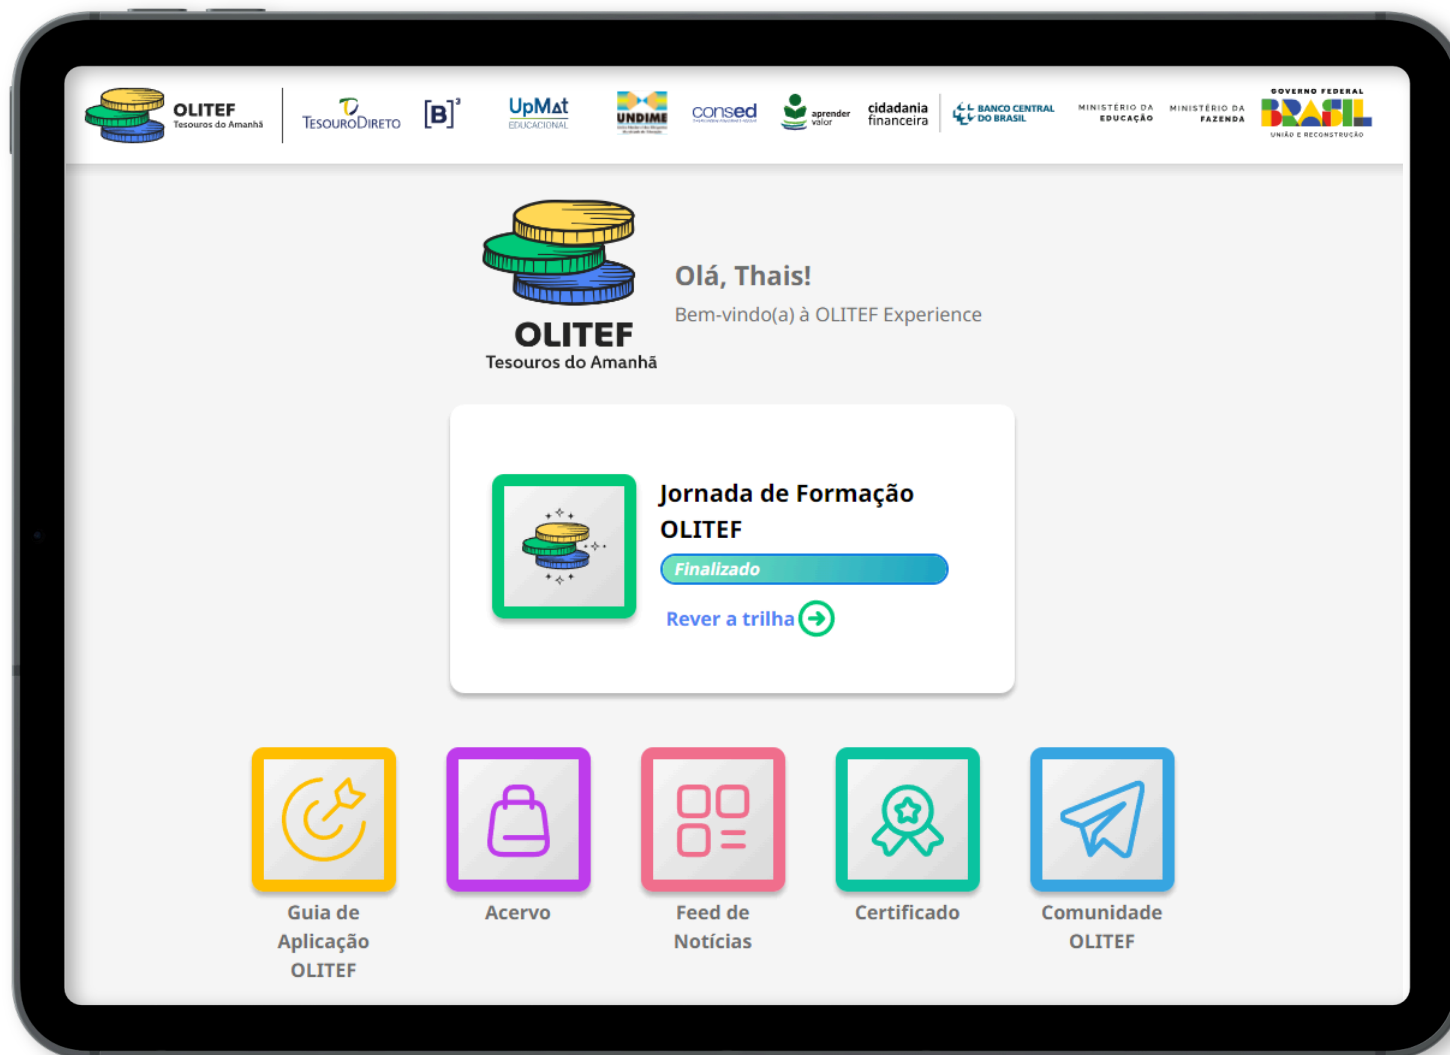 OLITEF
Tesouros do Amanhã
TESOURODIRETO
[B]³
UpMat
EDUCACIONAL
UNDIME
consed
aprender
valor
cidadania
financeira
BANCO CENTRAL
DO BRASIL
MINISTÉRIO DA
EDUCAÇÃO
MINISTÉRIO DA
FAZENDA
GOVERNO FEDERAL
BRASIL
UNIÃO E RECONSTRUÇÃO
OLITEF
Tesouros do Amanhã
Olá, Thais!
Bem-vindo(a) à OLITEF Experience
Jornada de Formação
OLITEF
Finalizado
Rever a trilha
Guia de
Aplicação
OLITEF
Acervo
Feed de
Notícias
Certificado
Comunidade
OLITEF